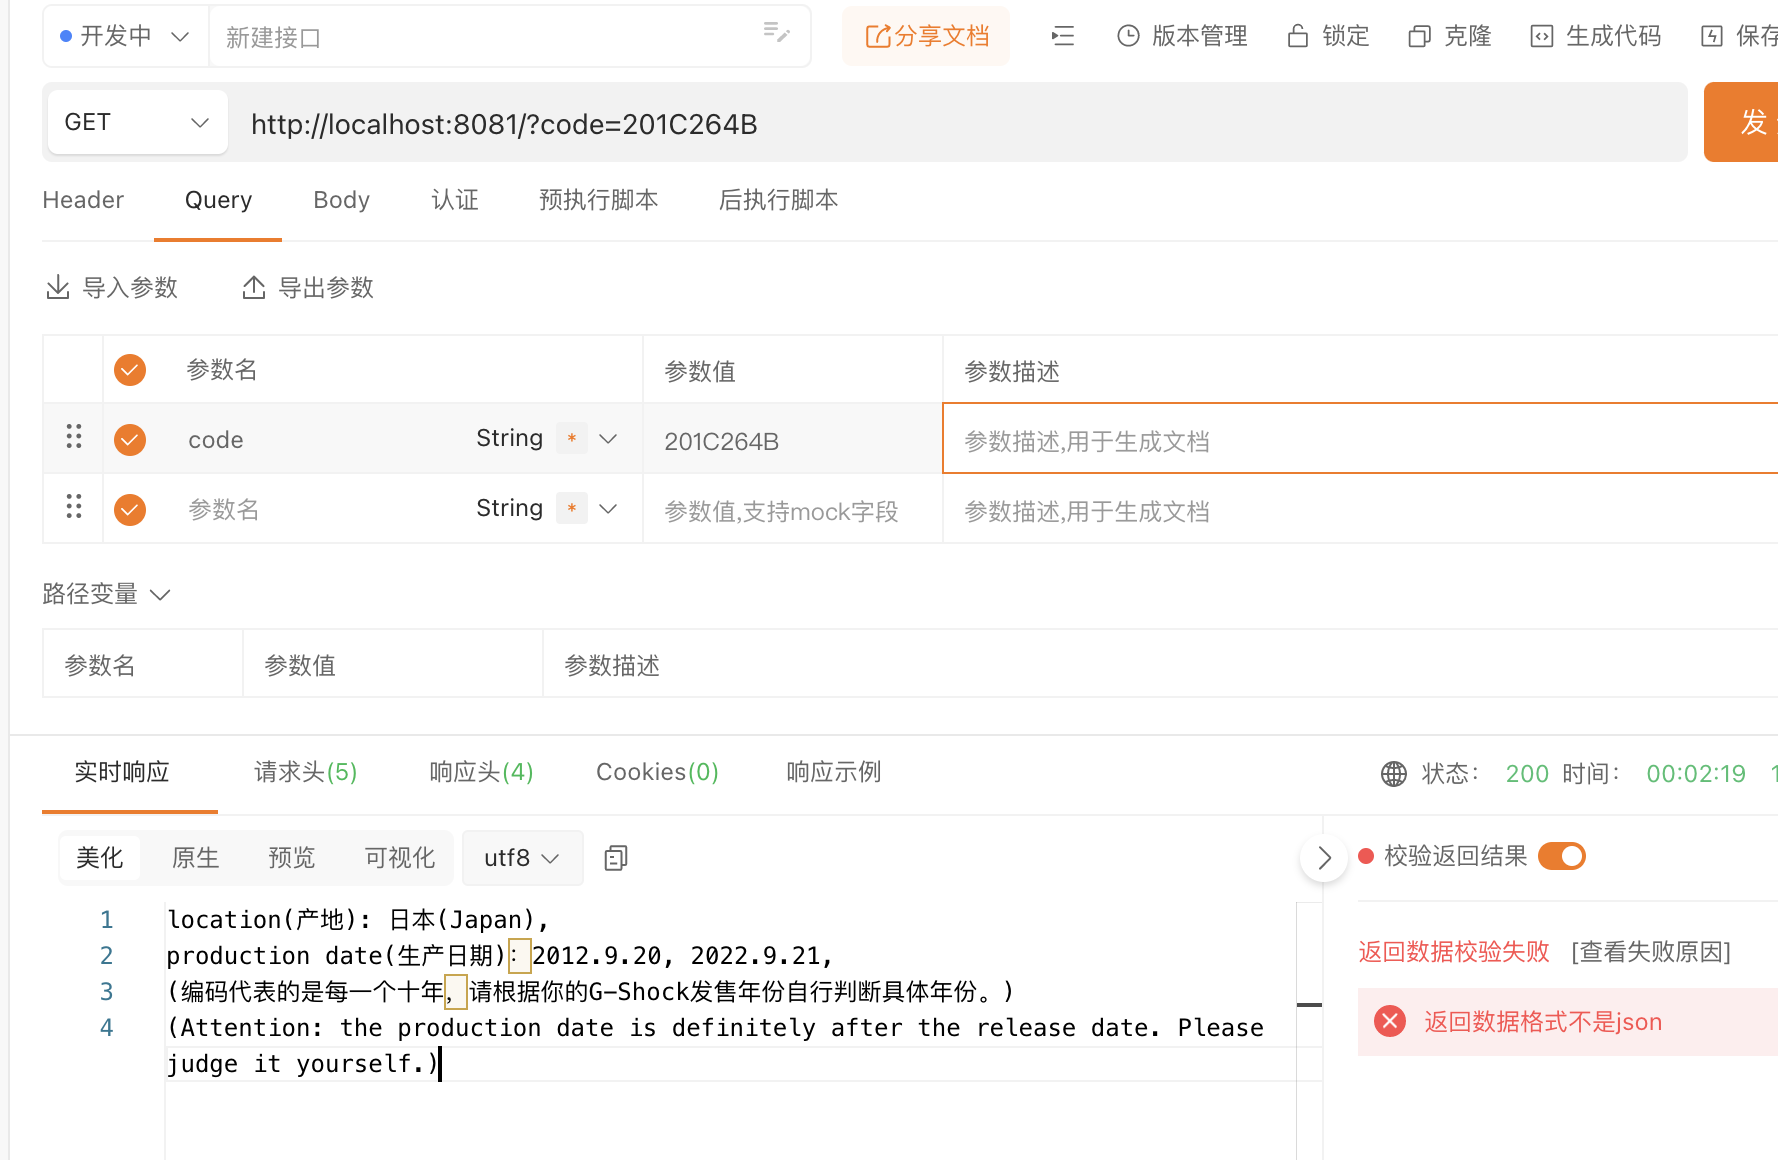 开发中
新建接口
分享文档
版本管理
锁定
克隆
生成代码
保存
GET
http://localhost:8081/?code=201C264B
发
Header
Query
Body
认证
预执行脚本
后执行脚本
导入参数
导出参数
参数名
参数值
参数描述
code
String
*
201C264B
参数描述,用于生成文档
参数名
String
*
参数值,支持mock字段
参数描述,用于生成文档
路径变量
参数名
参数值
参数描述
实时响应
请求头(5)
响应头(4)
Cookies(0)
响应示例
状态：
200
时间：
00:02:19
美化
原生
预览
可视化
utf8
校验返回结果
1 location(产地): 日本(Japan),
2 production date(生产日期)：2012.9.20, 2022.9.21,
3 (编码代表的是每一个十年，请根据你的G-Shock发售年份自行判断具体年份。)
4 (Attention: the production date is definitely after the release date. Please
judge it yourself.)
返回数据校验失败
[查看失败原因]
返回数据格式不是json